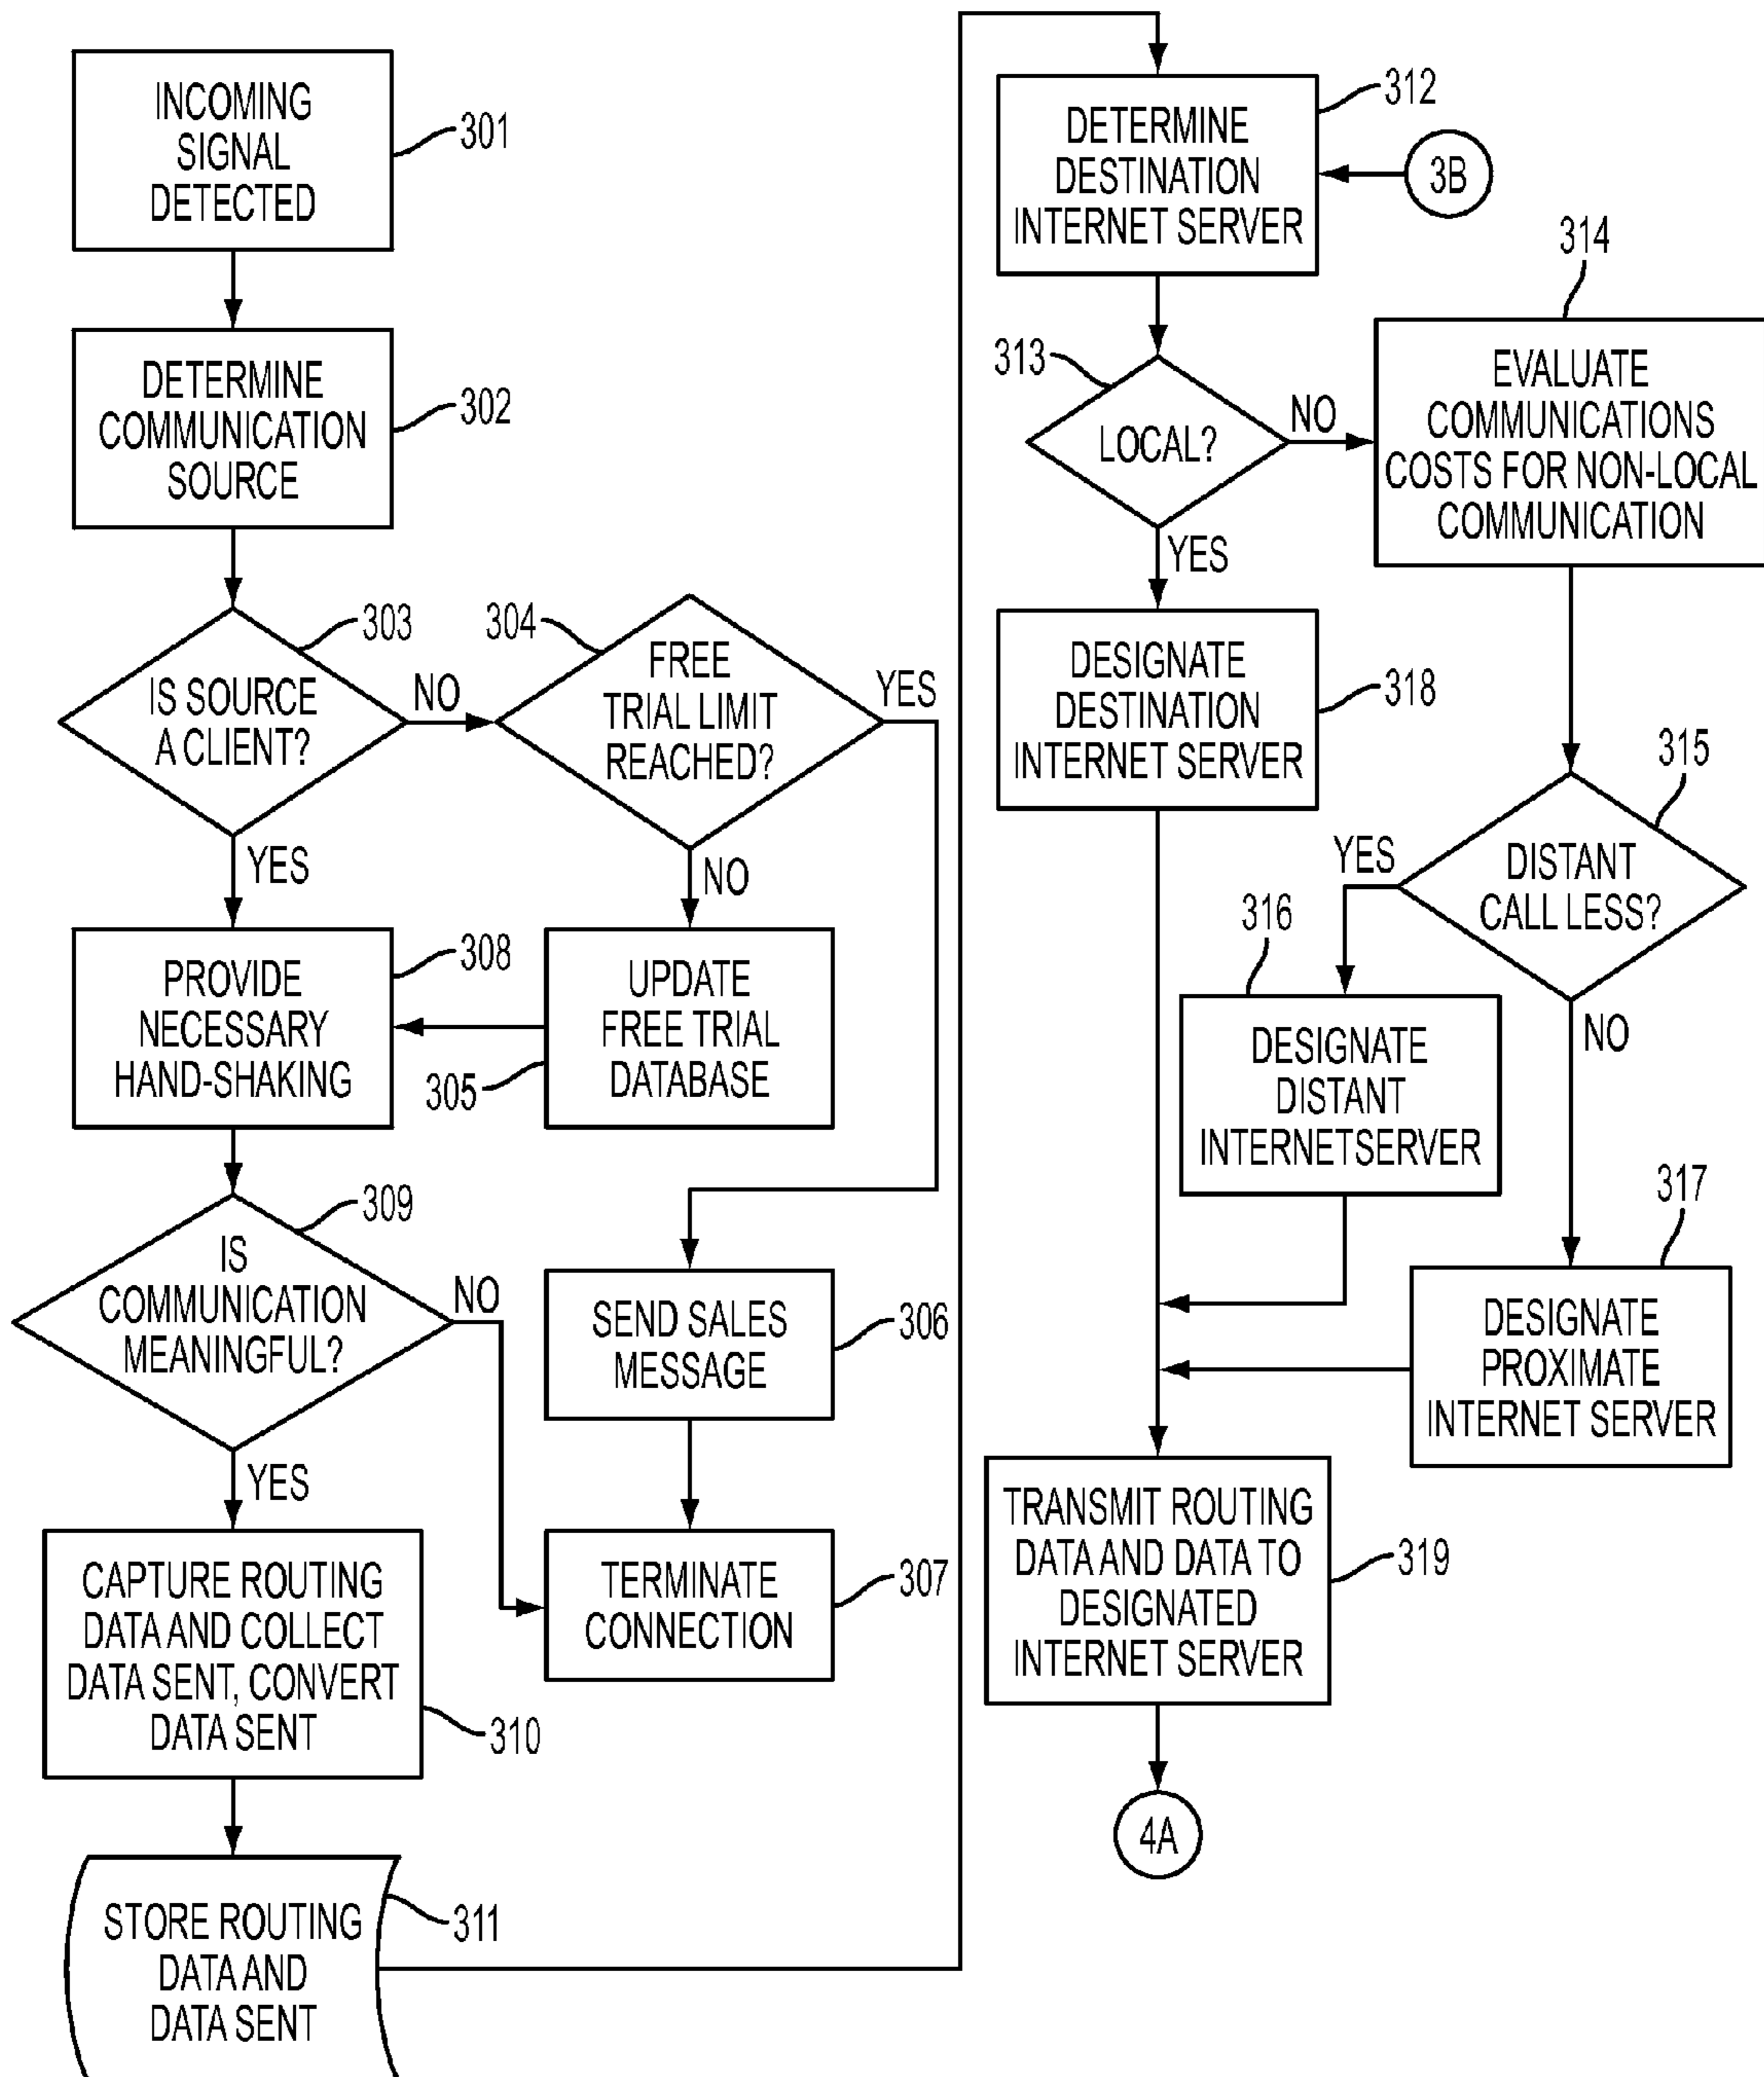 INCOMING
SIGNAL
DETECTED
301
DETERMINE
COMMUNICATION
SOURCE
302
303
IS SOURCE
A CLIENT?
NO
YES
304
FREE
TRIAL LIMIT
REACHED?
YES
NO
308
PROVIDE
NECESSARY
HAND-SHAKING
UPDATE
FREE TRIAL
DATABASE
305
309
IS
COMMUNICATION
MEANINGFUL?
NO
YES
SEND SALES
MESSAGE
306
TERMINATE
CONNECTION
307
CAPTURE ROUTING
DATA AND COLLECT
DATA SENT, CONVERT
DATA SENT
310
STORE ROUTING
DATA AND
DATA SENT
311
312
DETERMINE
DESTINATION
INTERNET SERVER
3B
313
LOCAL?
NO
YES
314
EVALUATE
COMMUNICATIONS
COSTS FOR NON-LOCAL
COMMUNICATION
DESIGNATE
DESTINATION
INTERNET SERVER
318
315
DISTANT
CALL LESS?
YES
NO
316
DESIGNATE
DISTANT
INTERNETSERVER
317
DESIGNATE
PROXIMATE
INTERNET SERVER
TRANSMIT ROUTING
DATA AND DATA TO
DESIGNATED
INTERNET SERVER
319
4A